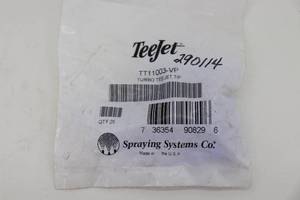 TeeJet
290114
TT11003-VP
TURBO TEEJET TIP
QTY 25
7 36354 90829 6
Spraying Systems Co.
Made in the U.S.A